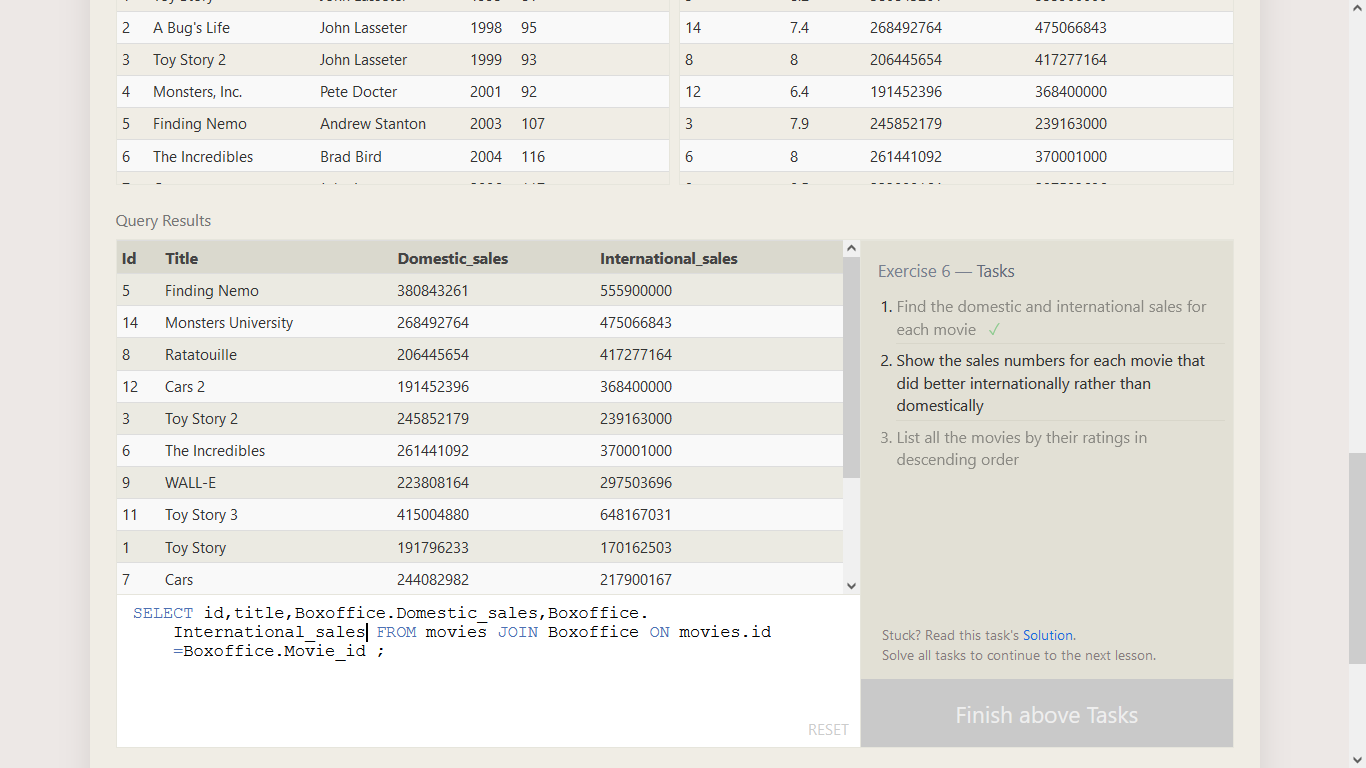 2 A Bug's Life John Lasseter 1998 95 14 7.4 268492764 475066843
3 Toy Story 2 John Lasseter 1999 93 8 8 206445654 417277164
4 Monsters, Inc. Pete Docter 2001 92 12 6.4 191452396 368400000
5 Finding Nemo Andrew Stanton 2003 107 3 7.9 245852179 239163000
6 The Incredibles Brad Bird 2004 116 6 8 261441092 370001000
Query Results
Id Title Domestic_sales International_sales
5 Finding Nemo 380843261 555900000
14 Monsters University 268492764 475066843
8 Ratatouille 206445654 417277164
12 Cars 2 191452396 368400000
3 Toy Story 2 245852179 239163000
6 The Incredibles 261441092 370001000
9 WALL-E 223808164 297503696
11 Toy Story 3 415004880 648167031
1 Toy Story 191796233 170162503
7 Cars 244082982 217900167
SELECT id,title,Boxoffice.Domestic_sales,Boxoffice.
International_sales FROM movies JOIN Boxoffice ON movies.id
=Boxoffice.Movie_id ;
RESET
Exercise 6 — Tasks
1. Find the domestic and international sales for
each movie ✓
2. Show the sales numbers for each movie that
did better internationally rather than
domestically
3. List all the movies by their ratings in
descending order
Stuck? Read this task's Solution.
Solve all tasks to continue to the next lesson.
Finish above Tasks